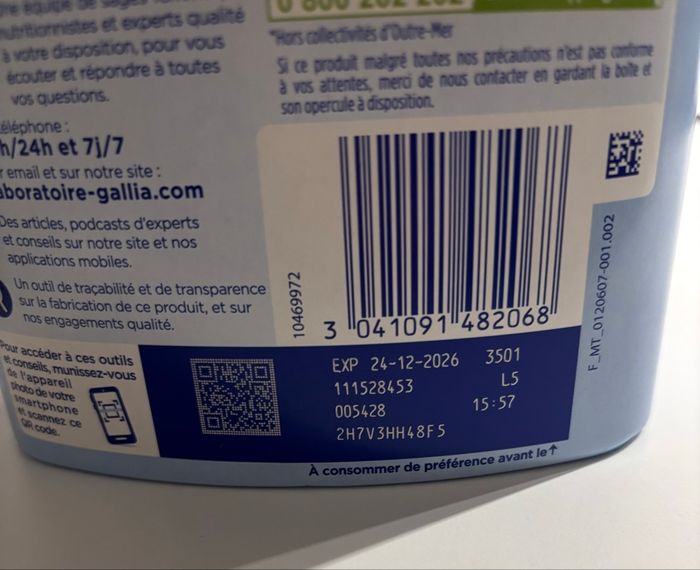 nutritionnistes et experts qualité
à votre disposition, pour vous
écouter et répondre à toutes
vos questions.
h/24h et 7j/7
email et sur notre site :
aboratoire-gallia.com
Des articles, podcasts d'experts
et conseils sur notre site et nos
applications mobiles.
Un outil de traçabilité et de transparence
sur la fabrication de ce produit, et sur
nos engagements qualité.
Pour accéder à ces outils
et conseils, munissez-vous
de l'appareil
photo de votre
smartphone
et scannez ce
QR code.
0 800 202 202
*Hors collectivités d'Outre-Mer
Si ce produit malgré toutes nos précautions n'est pas conforme
à vos attentes, merci de nous contacter en gardant la boîte et
son opercule à disposition.
10469972
3 041091 482068
F_MT_0120607-001.002
EXP 24-12-2026 3501
111528453 L5
005428 15:57
2H7V3HH48F5
À consommer de préférence avant le↑